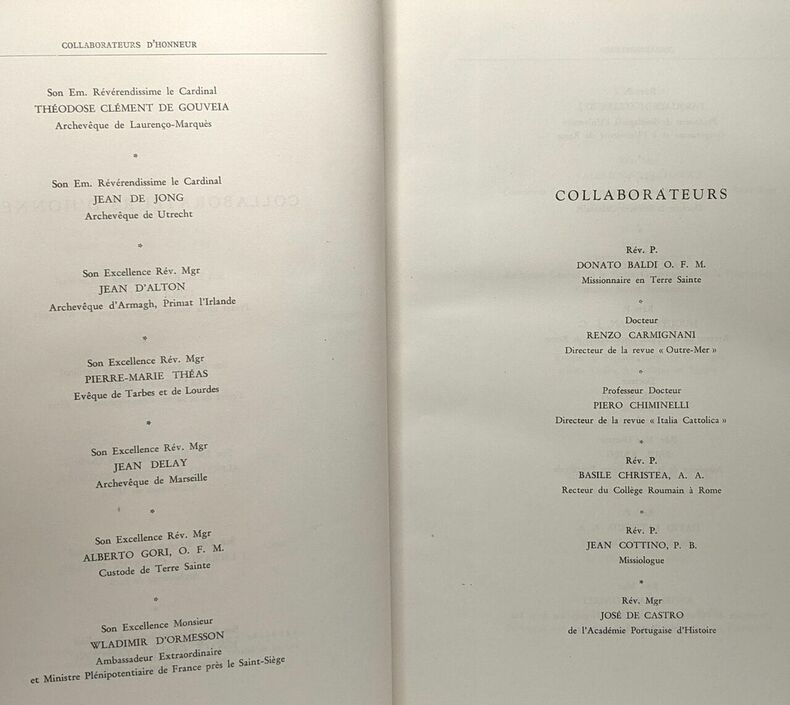 COLLABORATEURS D'HONNEUR
Son Em. Révérendissime le Cardinal
THÉODOSE CLÉMENT DE GOUVEIA
Archevêque de Laurenço-Marquès
*
Son Em. Révérendissime le Cardinal
JEAN DE JONG
Archevêque de Utrecht
*
Son Excellence Rév. Mgr
JEAN D'ALTON
Archevêque d'Armagh, Primat l'Irlande
*
Son Excellence Rév. Mgr
PIERRE-MARIE THÉAS
Evêque de Tarbes et de Lourdes
*
Son Excellence Rév. Mgr
JEAN DELAY
Archevêque de Marseille
*
Son Excellence Rév. Mgr
ALBERTO GORI, O. F. M.
Custode de Terre Sainte
*
Son Excellence Monsieur
WLADIMIR D'ORMESSON
Ambassadeur Extraordinaire
et Ministre Plénipotentiaire de France près le Saint-Siège
COLLABORATEURS
Rév. P.
DONATO BALDI O. F. M.
Missionnaire en Terre Sainte
*
Docteur
RENZO CARMIGNANI
Directeur de la revue « Outre-Mer »
*
Professeur Docteur
PIERO CHIMINELLI
Directeur de la revue « Italia Cattolica »
*
Rév. P.
BASILE CHRISTEA, A. A.
Recteur du Collège Roumain à Rome
*
Rév. P.
JEAN COTTINO, P. B.
Missiologue
*
Rév. Mgr
JOSÉ DE CASTRO
de l'Académie Portugaise d'Histoire